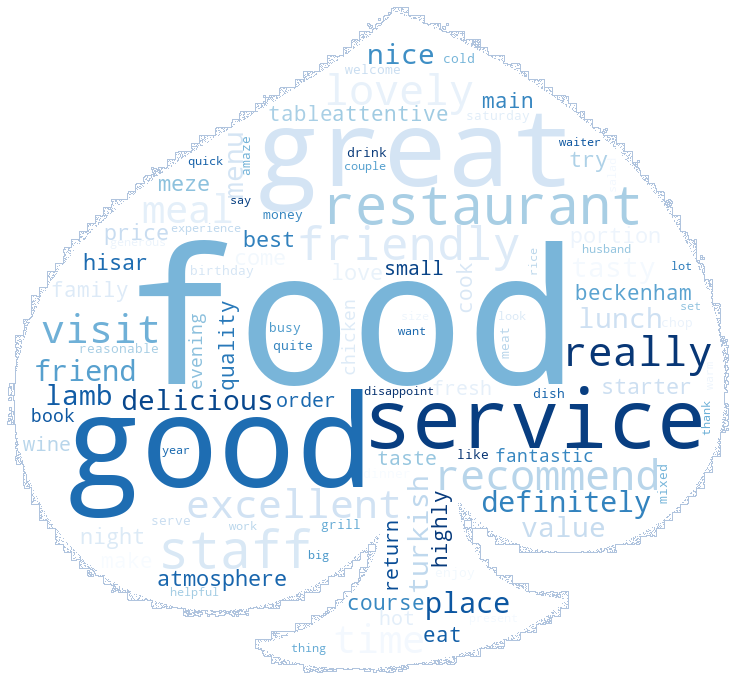 nice
cold
welcome
lovely
main
table
attentive
saturday
great
menu
amaze
drink
couple
waiter
try
quick
meze
say
money
restaurant
meal
price
experience
generous
best
friendly
portion
come
husband
hisar
birthday
love
small
cook
rice
tasty
lot
family
food
beckenham
set
visit
evening
quality
chicken
size
look
lunch
chop
busy
want
reasonable
quite
meat
really
friend
lamb
delicious
order
disappoint
fresh
dish
starter
book
good
service
thank
wine
year
taste
like
fantastic
recommend
mixed
excellent
turkish
definitely
night
serve
work
grill
highly
value
staff
make
big
return
atmosphere
enjoy
helpful
course
place
hot
time
eat
thing